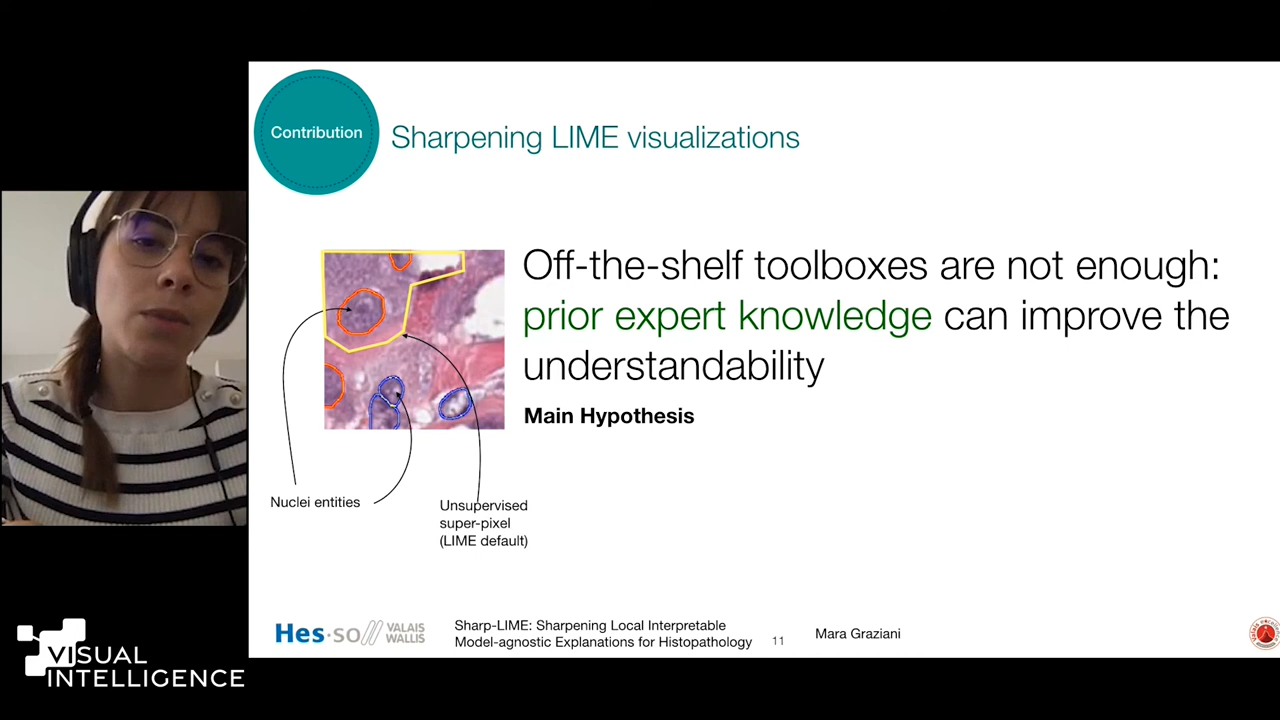 Contribution
Sharpening LIME visualizations
Off-the-shelf toolboxes are not enough:
prior expert knowledge can improve the
understandability
Main Hypothesis
Nuclei entities
Unsupervised
super-pixel
(LIME default)
Hes·so// VALAIS
WALLIS
Sharp-LIME: Sharpening Local Interpretable
Model-agnostic Explanations for Histopathology
11
Mara Graziani
VISUAL
INTELLIGENCE